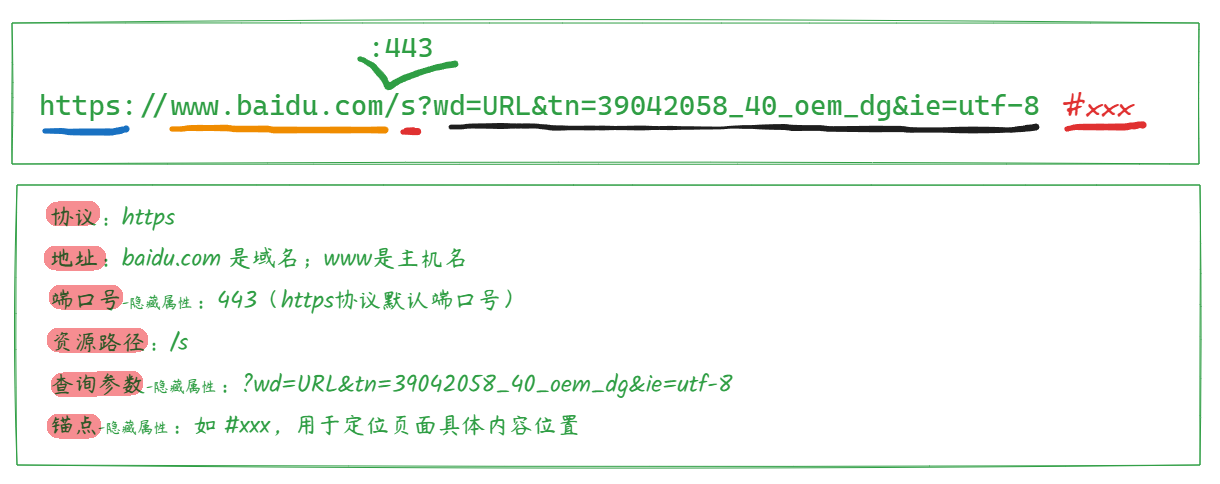 :443
https://www.baidu.com/s?wd=URL&tn=39042058_40_oem_dg&ie=utf-8 #xxx
协议：https
地址：baidu.com 是域名；www是主机名
端口号-隐藏属性：443（https协议默认端口号）
资源路径：/s
查询参数-隐藏属性：?wd=URL&tn=39042058_40_oem_dg&ie=utf-8
锚点-隐藏属性：如 #xxx，用于定位页面具体内容位置